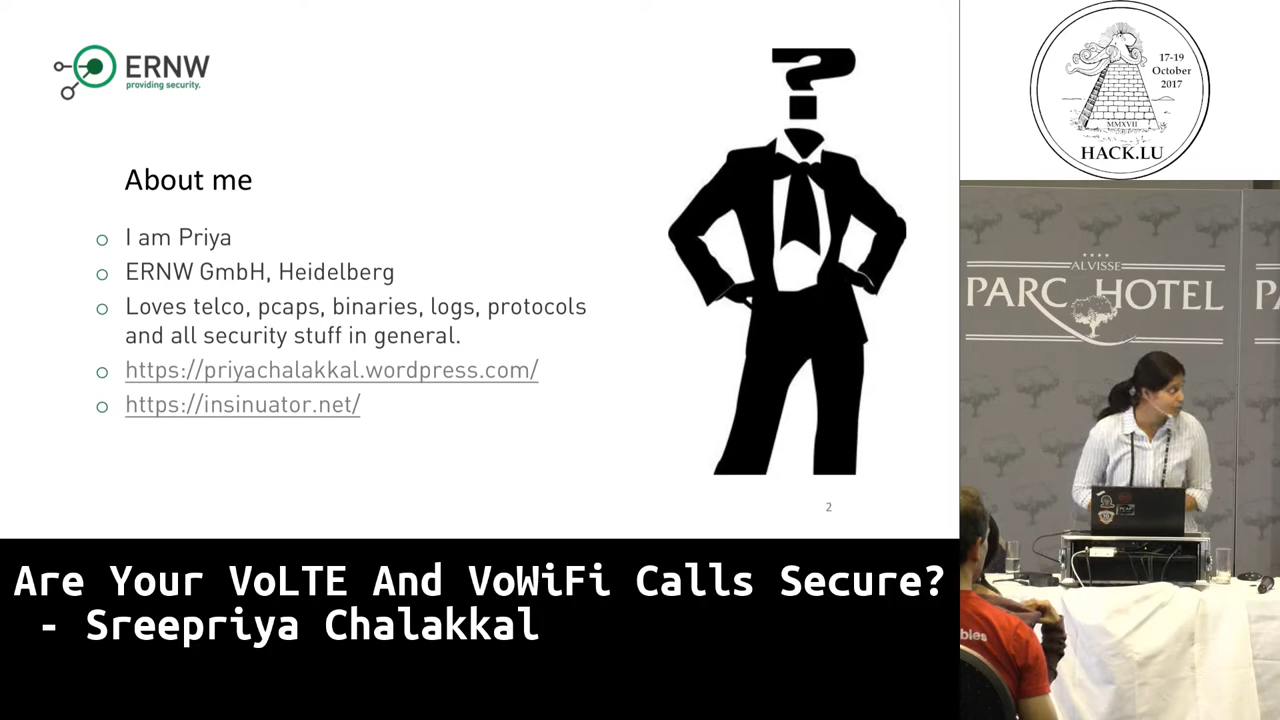 ERNW
providing security.
About me
I am Priya
ERNW GmbH, Heidelberg
Loves telco, pcaps, binaries, logs, protocols
and all security stuff in general.
https://priyachalakkal.wordpress.com/
https://insinuator.net/
2
17-19
October
2017
MMXVII
HACK.LU
ALVISSE
PARC HOTEL
P
PCAP
bles
Are Your VoLTE And VoWiFi Calls Secure?
- Sreepriya Chalakkal